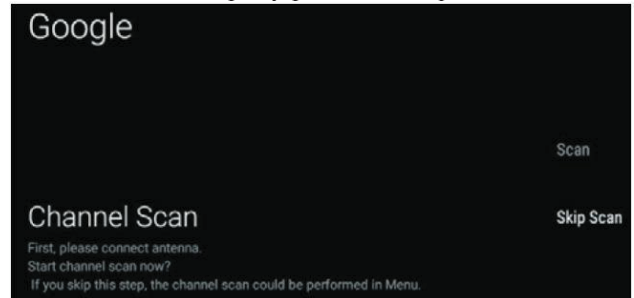 Google
Scan
Channel Scan
Skip Scan
First, please connect antenna.
Start channel scan now?
If you skip this step, the channel scan could be performed in Menu.